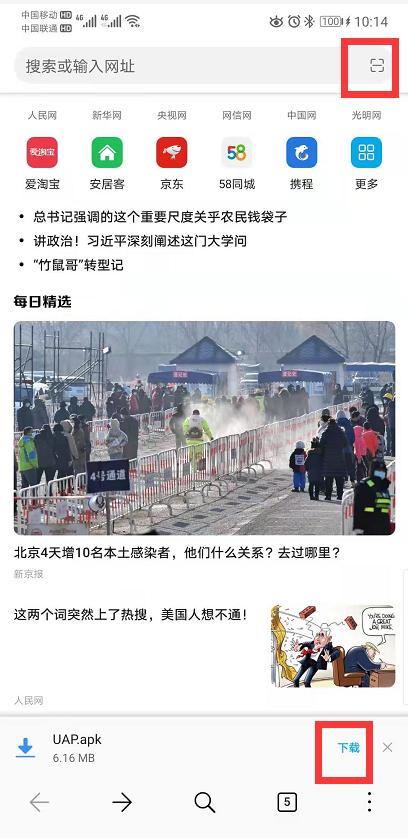 中国移动 HD 4G 4G 100 10:14
中国联通 HD
搜索或输入网址
人民网 新华网 央视网 网信网 中国网 光明网
爱淘宝 58
爱淘宝 安居客 京东 58同城 携程 更多
• 总书记强调的这个重要尺度关乎农民钱袋子
• 讲政治！习近平深刻阐述这门大学问
• “竹鼠哥”转型记
每日精选
4号通道
北京4天增10名本土感染者，他们什么关系？去过哪里？
新京报
这两个词突然上了热搜，美国人想不通！
YOU'RE DOING
A GREAT
JOB, MIKE.
人民网
UAP.apk
6.16 MB
下载
5